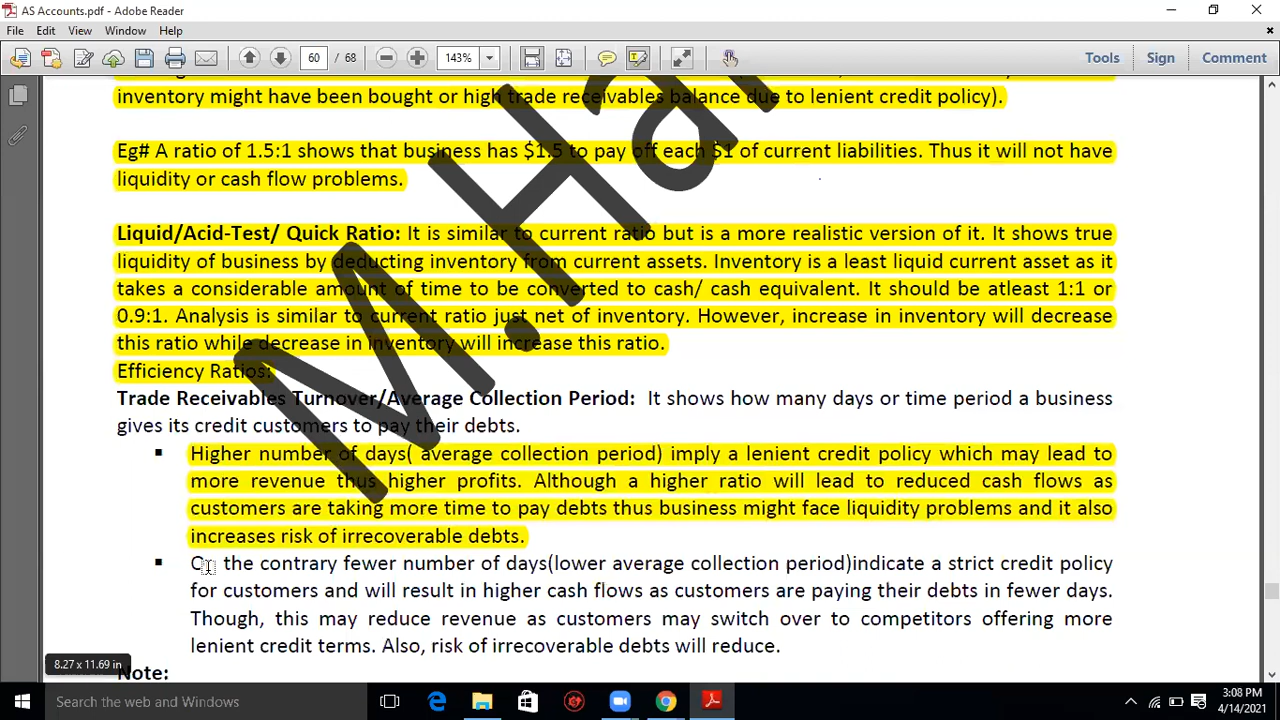 AS Accounts.pdf - Adobe Reader
File Edit View Window Help
60 / 68 143% Tools Sign Comment
inventory might have been bought or high trade receivables balance due to lenient credit policy).
Eg# A ratio of 1.5:1 shows that business has $1.5 to pay off each $1 of current liabilities. Thus it will not have
liquidity or cash flow problems.
Liquid/Acid-Test/ Quick Ratio: It is similar to current ratio but is a more realistic version of it. It shows true
liquidity of business by deducting inventory from current assets. Inventory is a least liquid current asset as it
takes a considerable amount of time to be converted to cash/ cash equivalent. It should be atleast 1:1 or
0.9:1. Analysis is similar to current ratio just net of inventory. However, increase in inventory will decrease
this ratio while decrease in inventory will increase this ratio.
Efficiency Ratios:
Trade Receivables Turnover/Average Collection Period: It shows how many days or time period a business
gives its credit customers to pay their debts.
Higher number of days( average collection period) imply a lenient credit policy which may lead to
more revenue thus higher profits. Although a higher ratio will lead to reduced cash flows as
customers are taking more time to pay debts thus business might face liquidity problems and it also
increases risk of irrecoverable debts.
On the contrary fewer number of days(lower average collection period)indicate a strict credit policy
for customers and will result in higher cash flows as customers are paying their debts in fewer days.
Though, this may reduce revenue as customers may switch over to competitors offering more
lenient credit terms. Also, risk of irrecoverable debts will reduce.
8.27 x 11.69 in
Note:
M.Ha
Search the web and Windows
3:08 PM
4/14/2021